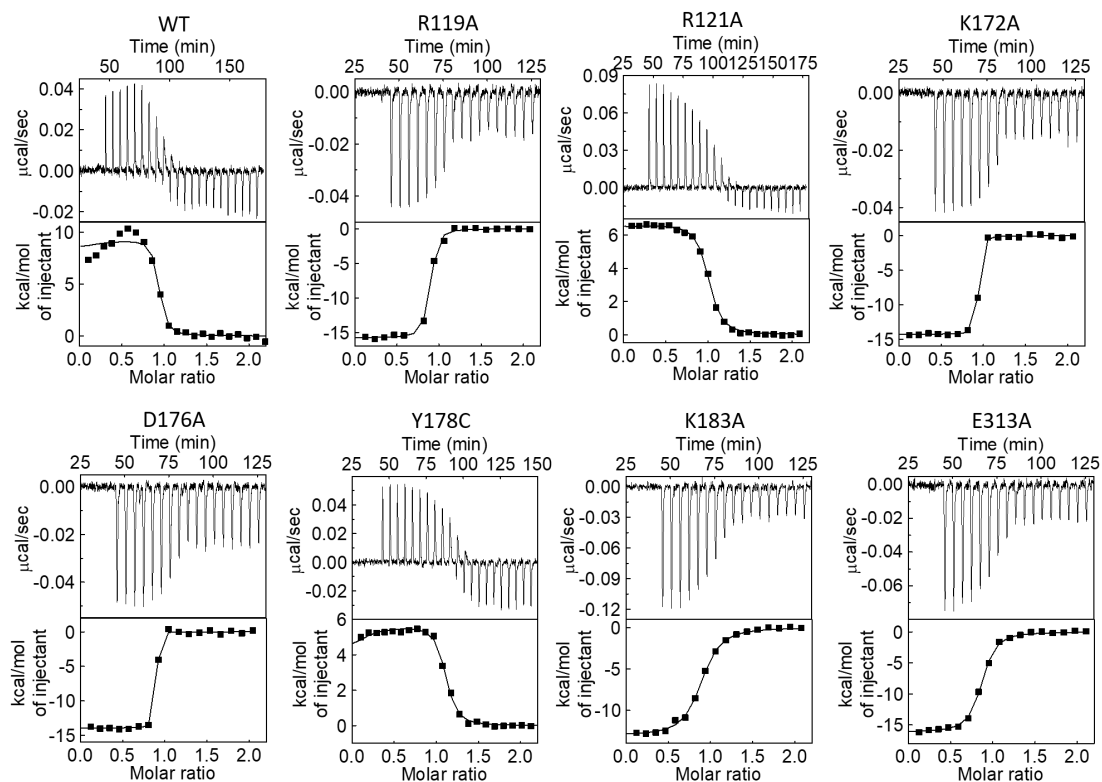 WT
Time (min)
50 100 150
μcal/sec
0.04
0.02
0.00
-0.02
kcal/mol
of injectant
10
5
0
0.0 0.5 1.0 1.5 2.0
Molar ratio
R119A
Time (min)
25 50 75 100 125
0.00
-0.02
-0.04
kcal/mol
of injectant
0
-5
-10
-15
0.0 0.5 1.0 1.5 2.0
Molar ratio
R121A
Time (min)
25 50 75 100 125 150 175
0.09
0.06
0.03
0.00
kcal/mol
of injectant
6
4
2
0
0.0 0.5 1.0 1.5 2.0
Molar ratio
K172A
Time (min)
25 50 75 100 125
μcal/sec
0.00
-0.02
-0.04
kcal/mol
of injectant
0
-5
-10
-15
0.0 0.5 1.0 1.5 2.0
Molar ratio
D176A
Time (min)
25 50 75 100 125
μcal/sec
0.00
-0.02
-0.04
kcal/mol
of injectant
0
-5
-10
-15
0.0 0.5 1.0 1.5 2.0
Molar ratio
Y178C
Time (min)
25 50 75 100 125 150
μcal/sec
0.04
0.02
0.00
-0.02
kcal/mol
of injectant
6
4
2
0
0.0 0.5 1.0 1.5 2.0
Molar ratio
K183A
Time (min)
25 50 75 100 125
μcal/sec
0.00
-0.03
-0.06
-0.09
-0.12
kcal/mol
of injectant
0
-5
-10
0.0 0.5 1.0 1.5 2.0
Molar ratio
E313A
Time (min)
25 50 75 100 125
μcal/sec
0.00
-0.02
-0.04
-0.06
kcal/mol
of injectant
0
-4
-8
-12
-16
0.0 0.5 1.0 1.5 2.0
Molar ratio